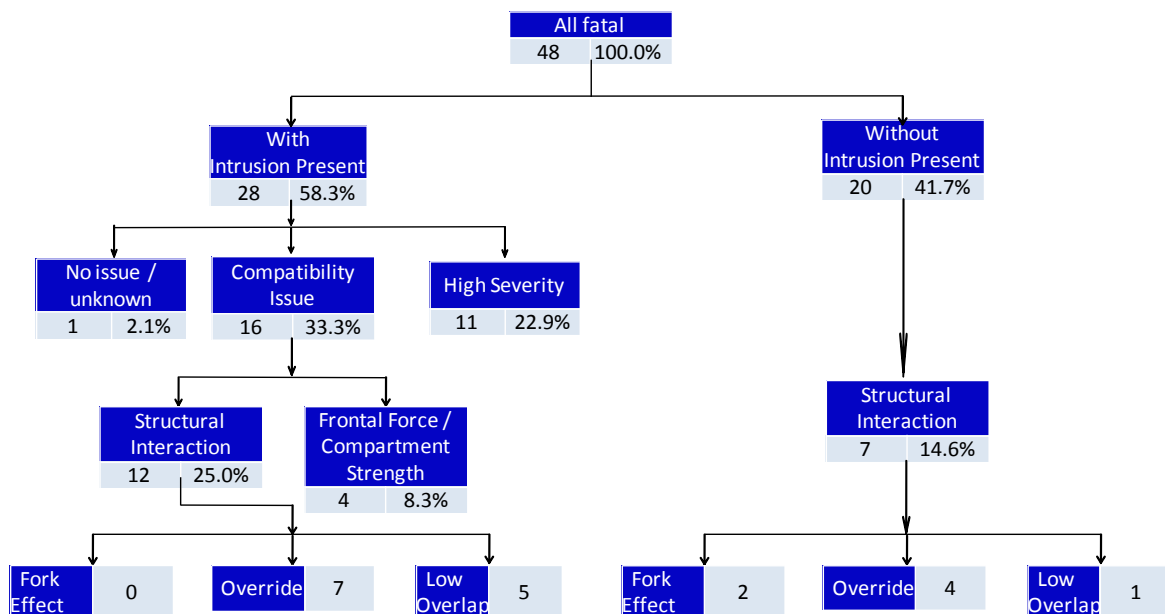 All fatal
48 100.0%
With
Intrusion Present
28 58.3%
Without
Intrusion Present
20 41.7%
No issue /
unknown
1 2.1%
Compatibility
Issue
16 33.3%
High Severity
11 22.9%
Structural
Interaction
12 25.0%
Frontal Force /
Compartment
Strength
4 8.3%
Structural
Interaction
7 14.6%
Fork
Effect
0
Override
7
Low
Overlap
5
Fork
Effect
2
Override
4
Low
Overlap
1